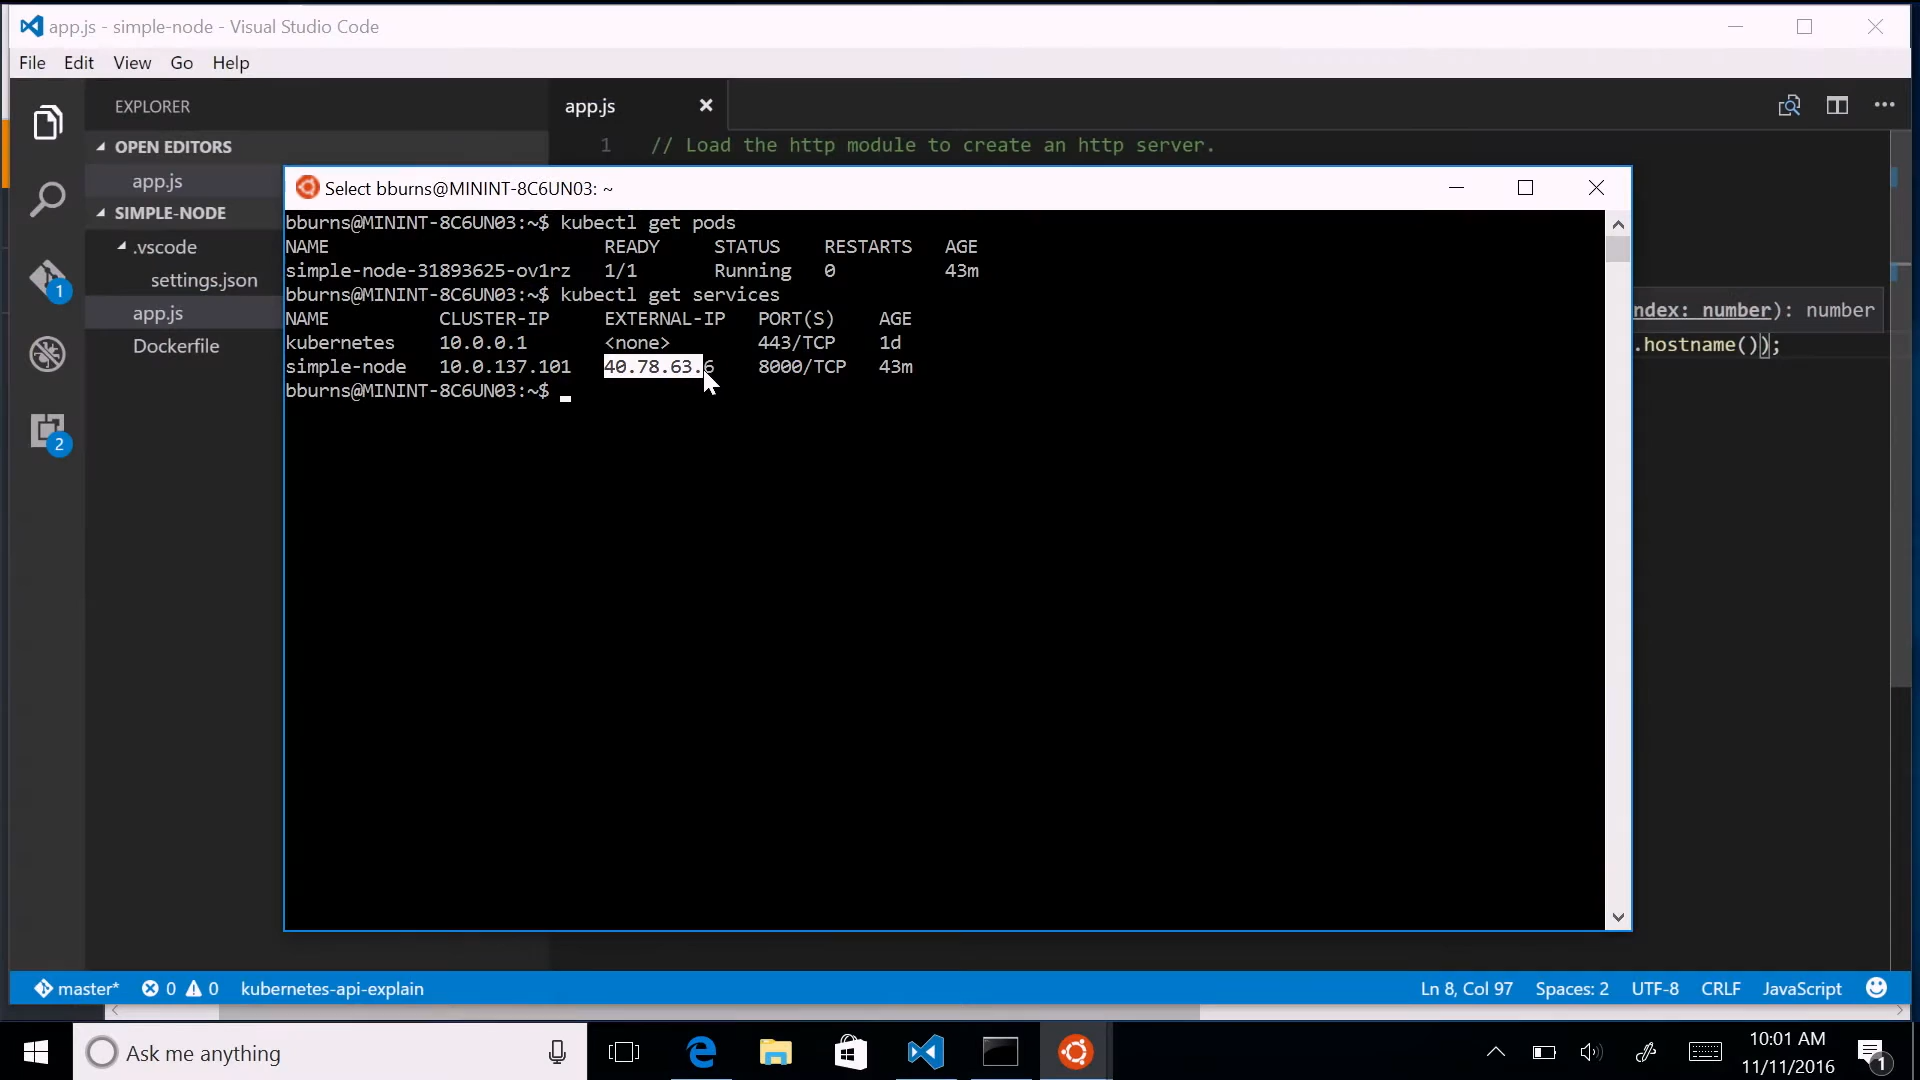 app.js - simple-node - Visual Studio Code
File Edit View Go Help
EXPLORER
app.js
OPEN EDITORS
1 // Load the http module to create an http server.
app.js
SIMPLE-NODE
.vscode
settings.json
app.js
Dockerfile
1
2
Select bburns@MININT-8C6UN03: ~
bburns@MININT-8C6UN03:~$ kubectl get pods
NAME READY STATUS RESTARTS AGE
simple-node-31893625-ov1rz 1/1 Running 0 43m
bburns@MININT-8C6UN03:~$ kubectl get services
NAME CLUSTER-IP EXTERNAL-IP PORT(S) AGE
kubernetes 10.0.0.1 <none> 443/TCP 1d
simple-node 10.0.137.101 40.78.63.6 8000/TCP 43m
bburns@MININT-8C6UN03:~$
ndex: number): number
.hostname());
master* 0 0 kubernetes-api-explain Ln 8, Col 97 Spaces: 2 UTF-8 CRLF JavaScript
Ask me anything
10:01 AM
11/11/2016
1